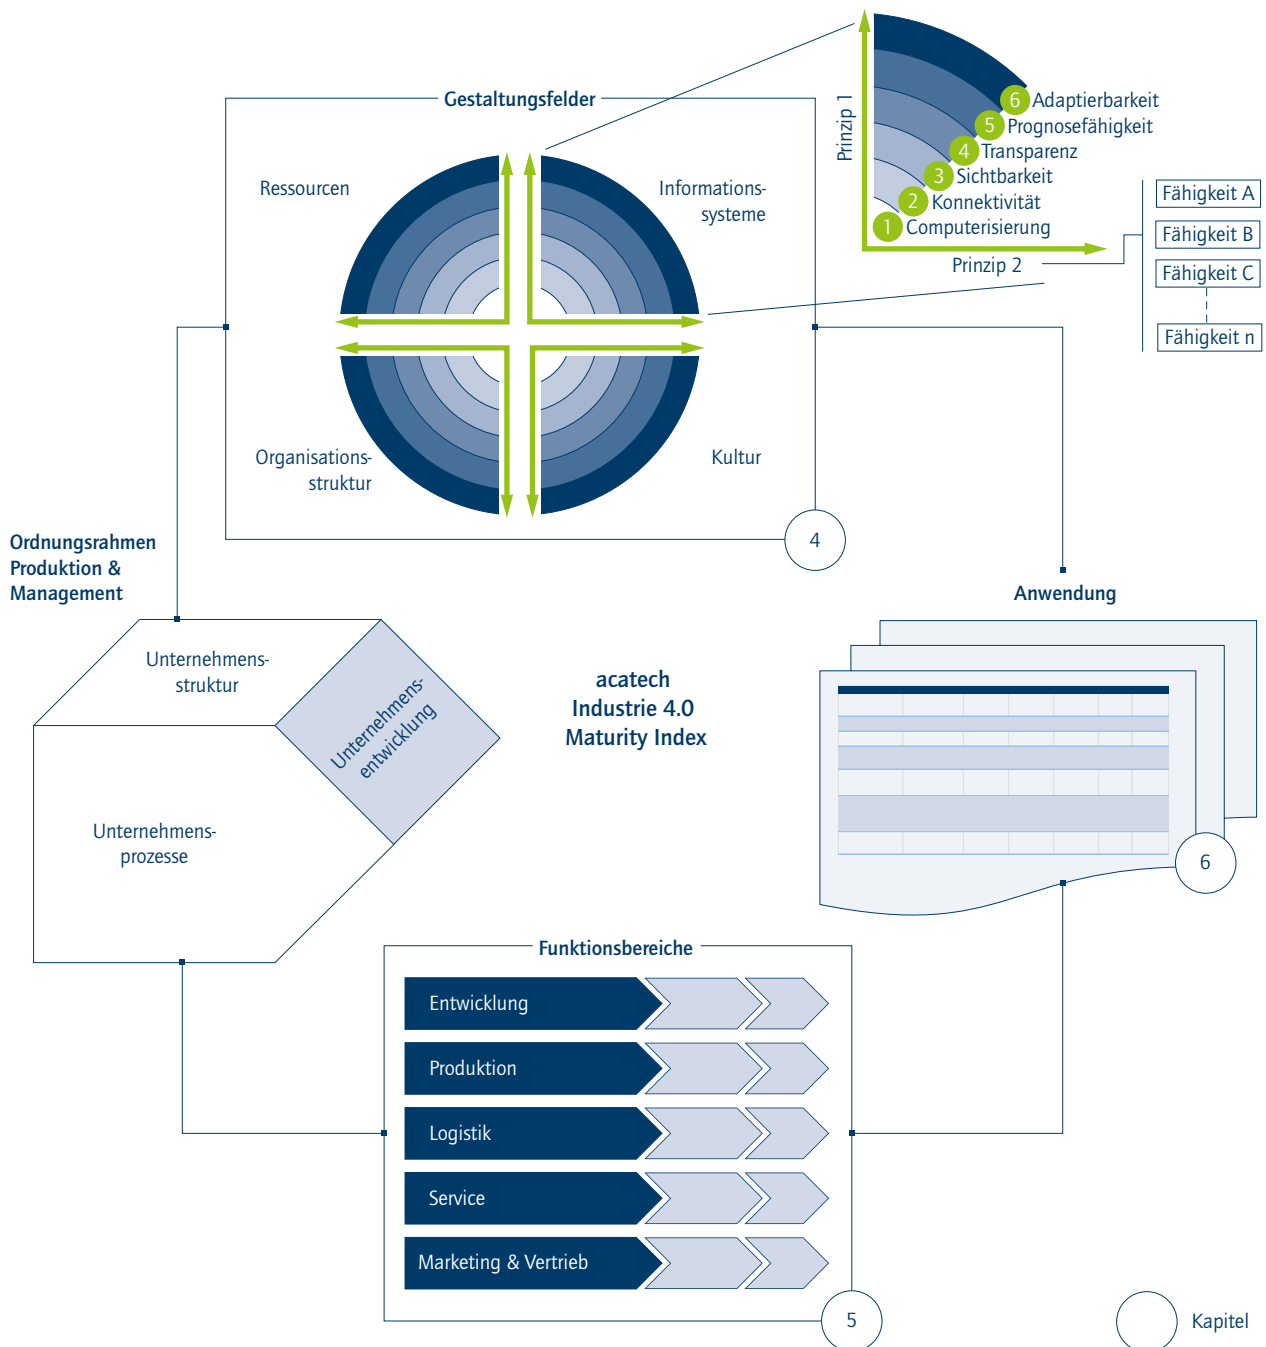 Gestaltungsfelder
Ressourcen
Informations-
systeme
Organisations-
struktur
Kultur
4
Prinzip 1
6 Adaptierbarkeit
5 Prognosefähigkeit
4 Transparenz
3 Sichtbarkeit
2 Konnektivität
1 Computerisierung
Prinzip 2
Fähigkeit A
Fähigkeit B
Fähigkeit C
Fähigkeit n
Ordnungsrahmen
Produktion &
Management
Unternehmens-
struktur
Unternehmens-
entwicklung
Unternehmens-
prozesse
acatech
Industrie 4.0
Maturity Index
Anwendung
6
Funktionsbereiche
Entwicklung
Produktion
Logistik
Service
Marketing & Vertrieb
5
Kapitel